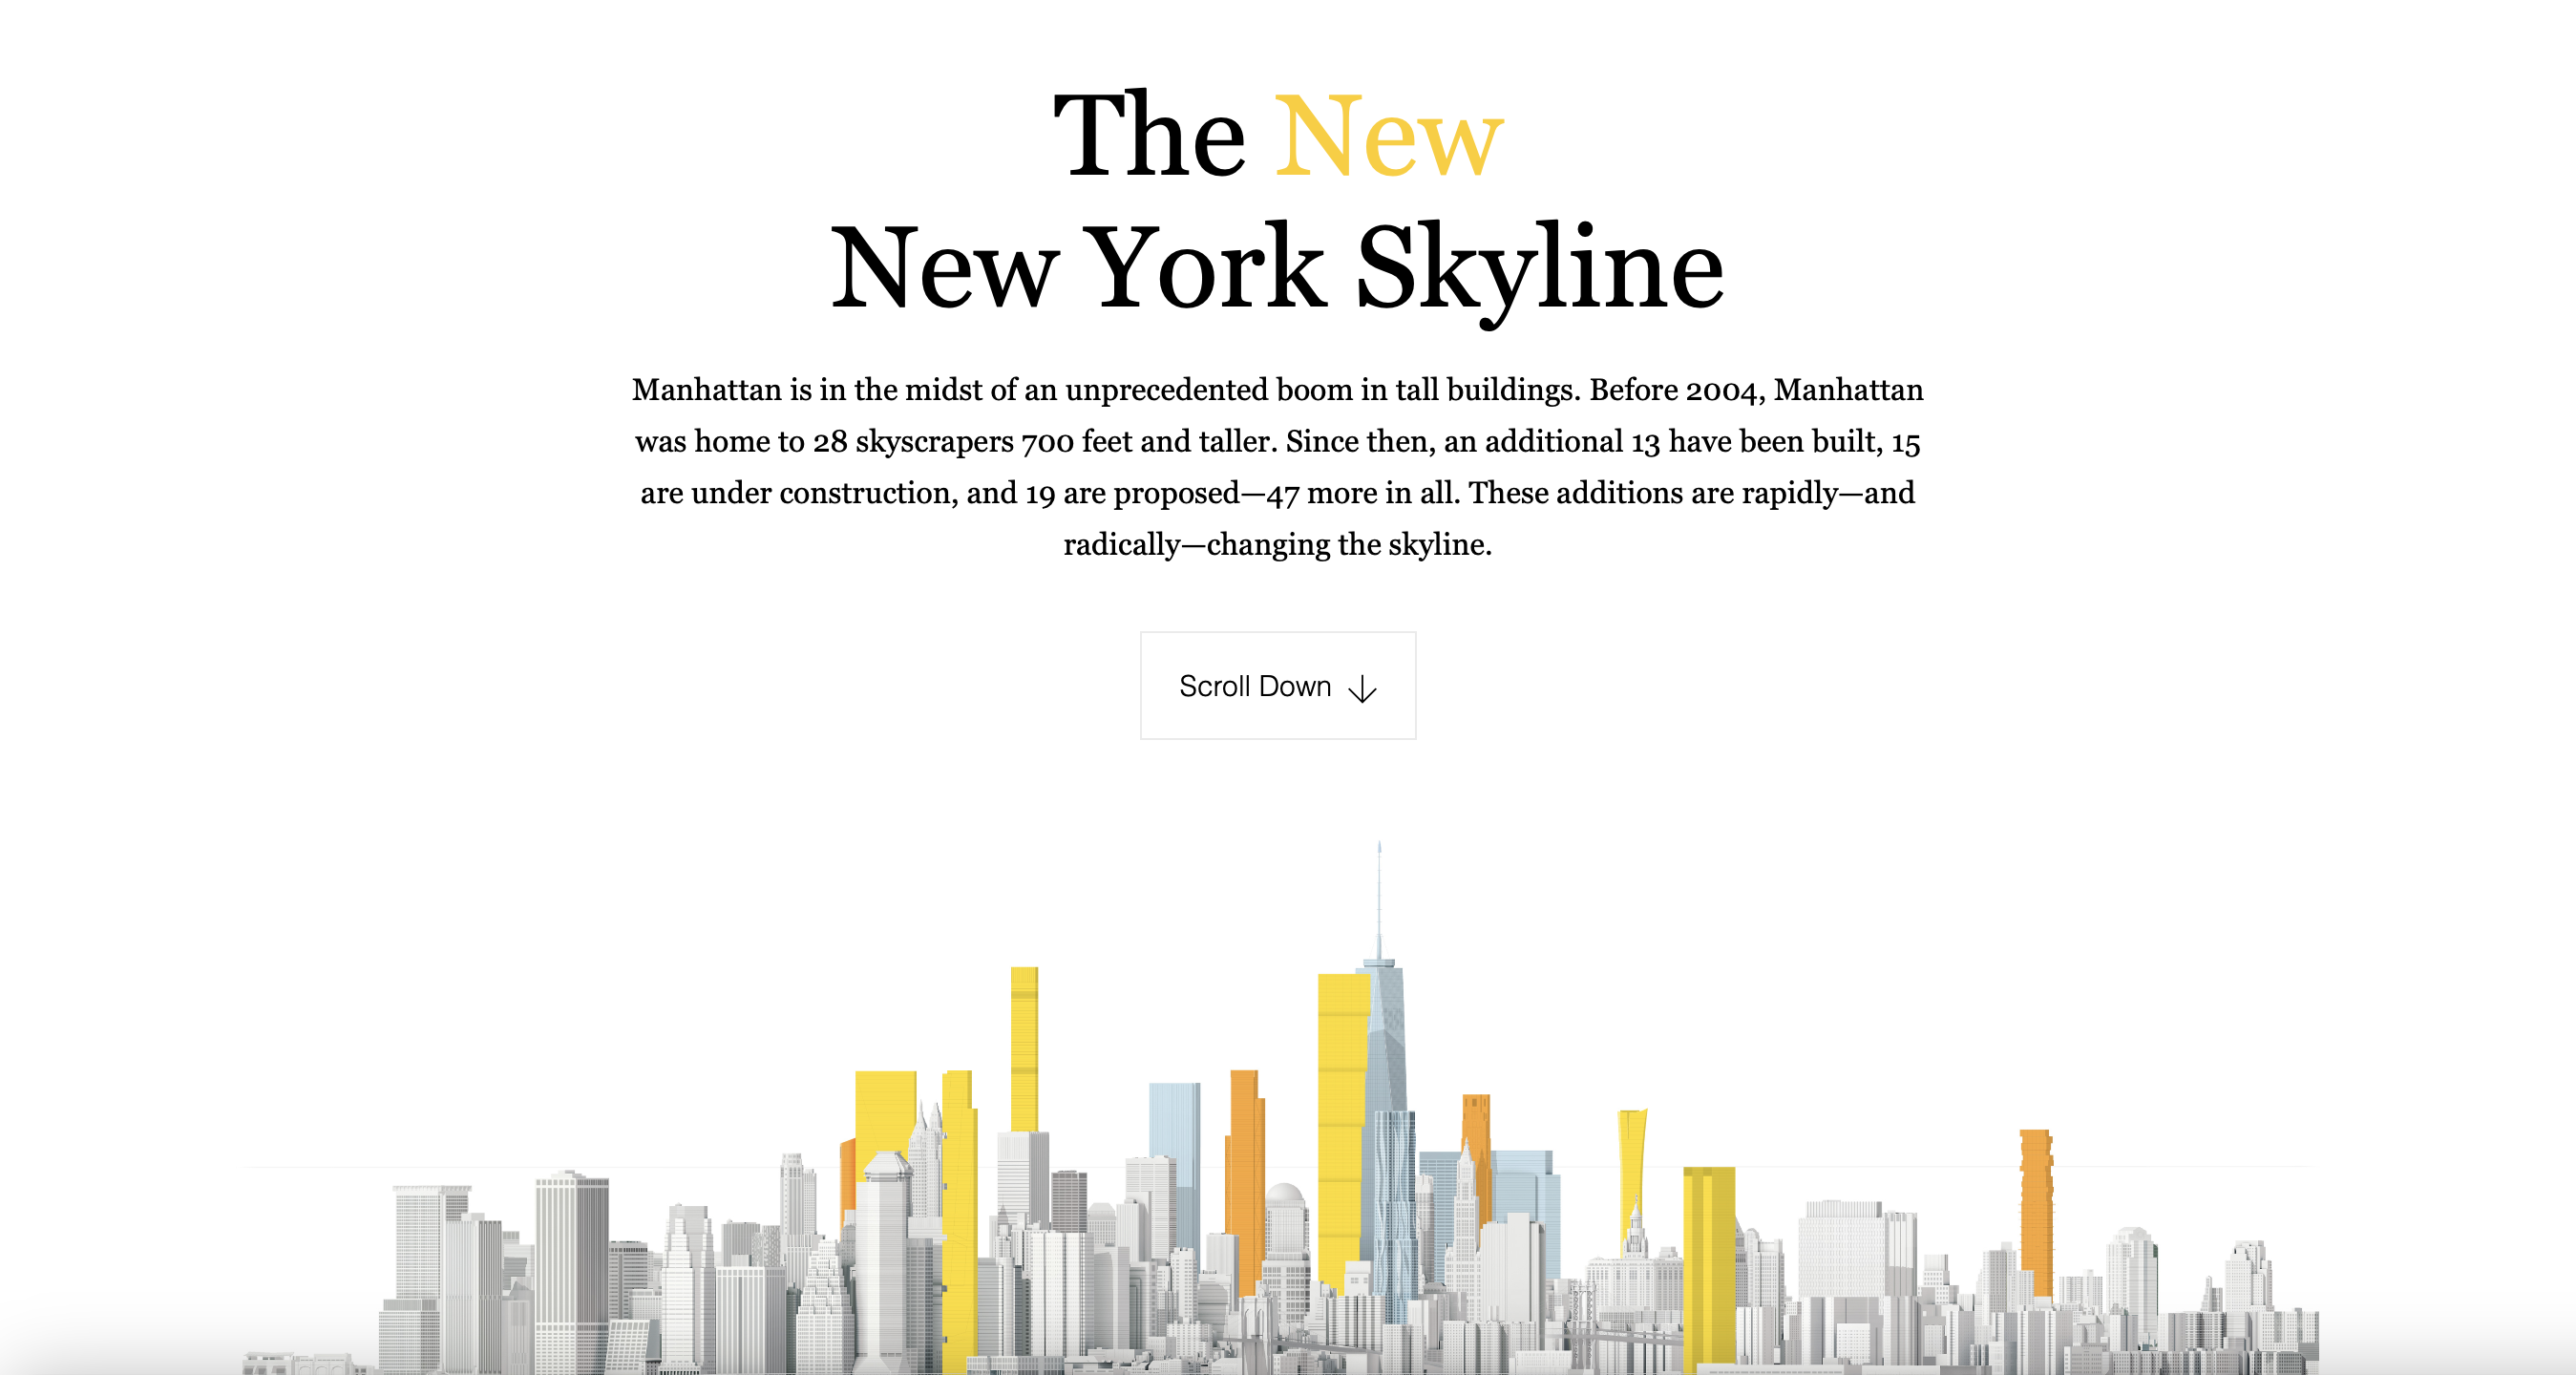 The New
New York Skyline
Manhattan is in the midst of an unprecedented boom in tall buildings. Before 2004, Manhattan
was home to 28 skyscrapers 700 feet and taller. Since then, an additional 13 have been built, 15
are under construction, and 19 are proposed—47 more in all. These additions are rapidly—and
radically—changing the skyline.
Scroll Down